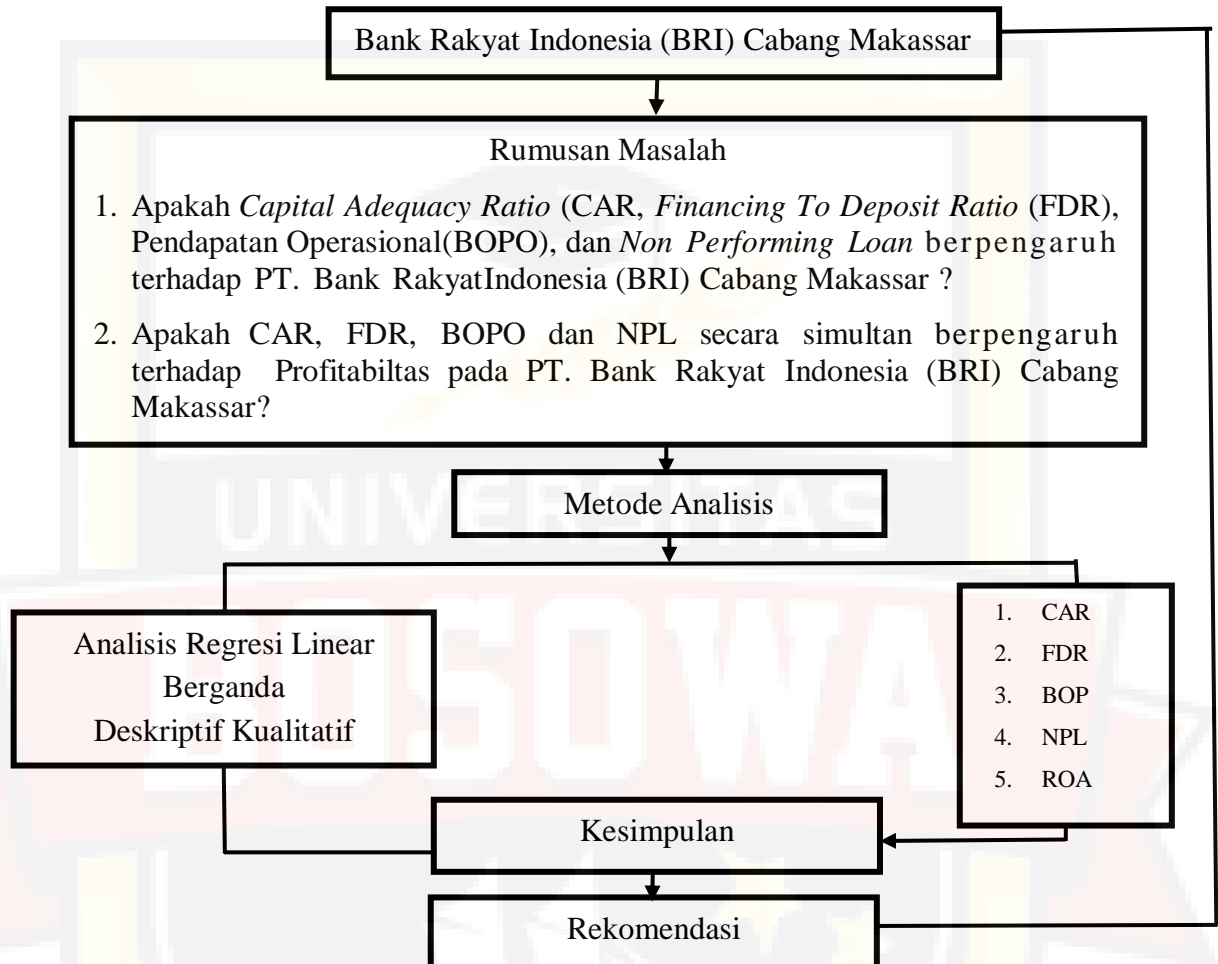 Bank Rakyat Indonesia (BRI) Cabang Makassar
Rumusan Masalah
1. Apakah Capital Adequacy Ratio (CAR, Financing To Deposit Ratio (FDR),
Pendapatan Operasional(BOPO), dan Non Performing Loan berpengaruh
terhadap PT. Bank RakyatIndonesia (BRI) Cabang Makassar ?
2. Apakah CAR, FDR, BOPO dan NPL secara simultan berpengaruh
terhadap Profitabiltas pada PT. Bank Rakyat Indonesia (BRI) Cabang
Makassar?
UNIVERSITAS
Metode Analisis
BOSOWA
Analisis Regresi Linear
Berganda
Deskriptif Kualitatif
1. CAR
2. FDR
3. BOP
4. NPL
5. ROA
Kesimpulan
Rekomendasi